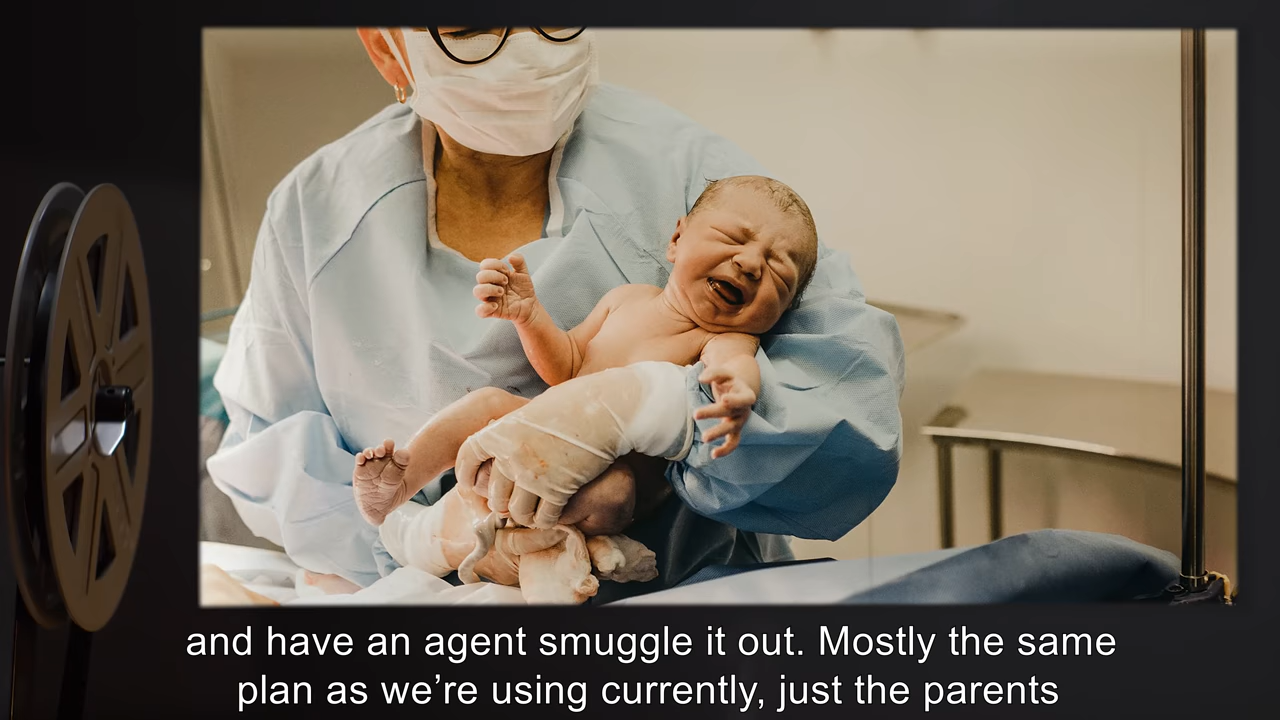 and have an agent smuggle it out. Mostly the same
plan as we’re using currently, just the parents